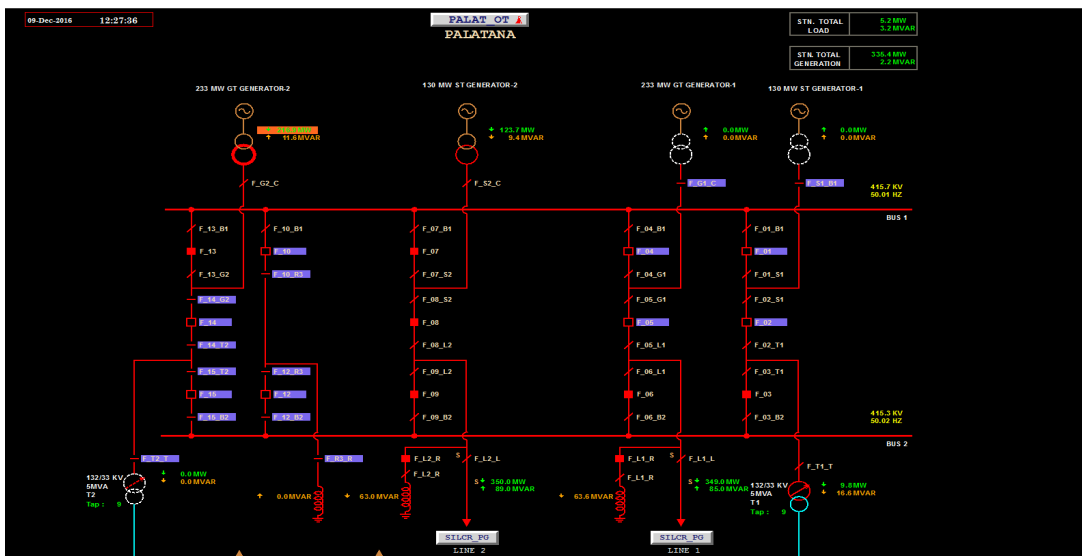 09-Dec-2016 12:27:36
PALAT_OT
PALATANA
STN. TOTAL LOAD 5.2 MW 3.2 MVAR
STN. TOTAL GENERATION 335.4 MW 2.2 MVAR
233 MW GT GENERATOR-2
130 MW ST GENERATOR-2
233 MW GT GENERATOR-1
130 MW ST GENERATOR-1
11.6 MVAR
123.7 MW
9.4 MVAR
0.0 MW
0.0 MVAR
0.0 MW
0.0 MVAR
F_G2_C
F_S2_C
F_G1_C
F_S1_B1
415.7 KV
50.01 HZ
BUS 1
F_13_B1
F_10_B1
F_07_B1
F_04_B1
F_01_B1
F_13
F_10
F_07
F_04
F_01
F_13_G2
F_10_R3
F_07_S2
F_04_G1
F_01_S1
F_14_G2
F_08_S2
F_05_G1
F_02_S1
F_14
F_08
F_05
F_02
F_14_T2
F_08_L2
F_05_L1
F_02_T1
F_15_T2
F_12_R3
F_09_L2
F_06_L1
F_03_T1
F_15
F_12
F_09
F_06
F_03
F_15_B2
F_12_B2
F_09_B2
F_06_B2
F_03_B2
415.3 KV
50.02 HZ
BUS 2
F_T2_T
F_R3_R
F_L2_R
S
F_L2_L
F_L1_R
S
F_L1_L
F_T1_T
F_L2_R
F_L1_R
132/33 KV
5MVA
T2
Tap : 9
0.0 MW
0.0 MVAR
0.0 MVAR
63.0 MVAR
S 350.0 MW
89.0 MVAR
63.6 MVAR
S 349.0 MW
85.0 MVAR
132/33 KV
5MVA
T1
Tap : 9
9.8 MW
16.6 MVAR
SILCR_PG
LINE 2
SILCR_PG
LINE 1